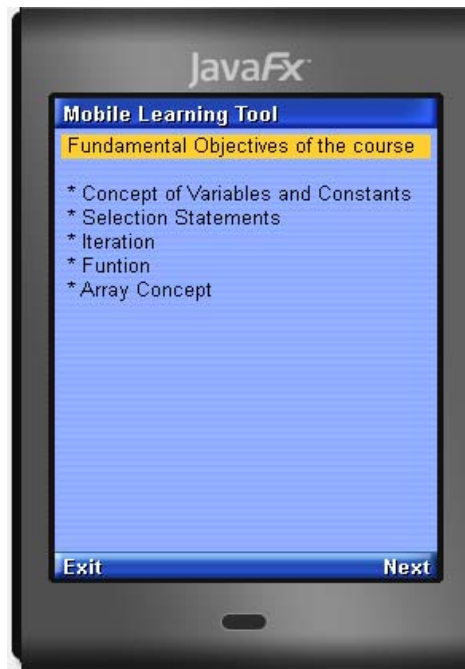 JavaFx
Mobile Learning Tool
Fundamental Objectives of the course
* Concept of Variables and Constants
* Selection Statements
* Iteration
* Funtion
* Array Concept
Exit Next